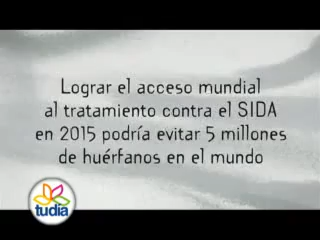 Lograr el acceso mundial
al tratamiento contra el SIDA
en 2015 podría evitar 5 millones
de huérfanos en el mundo
tudia